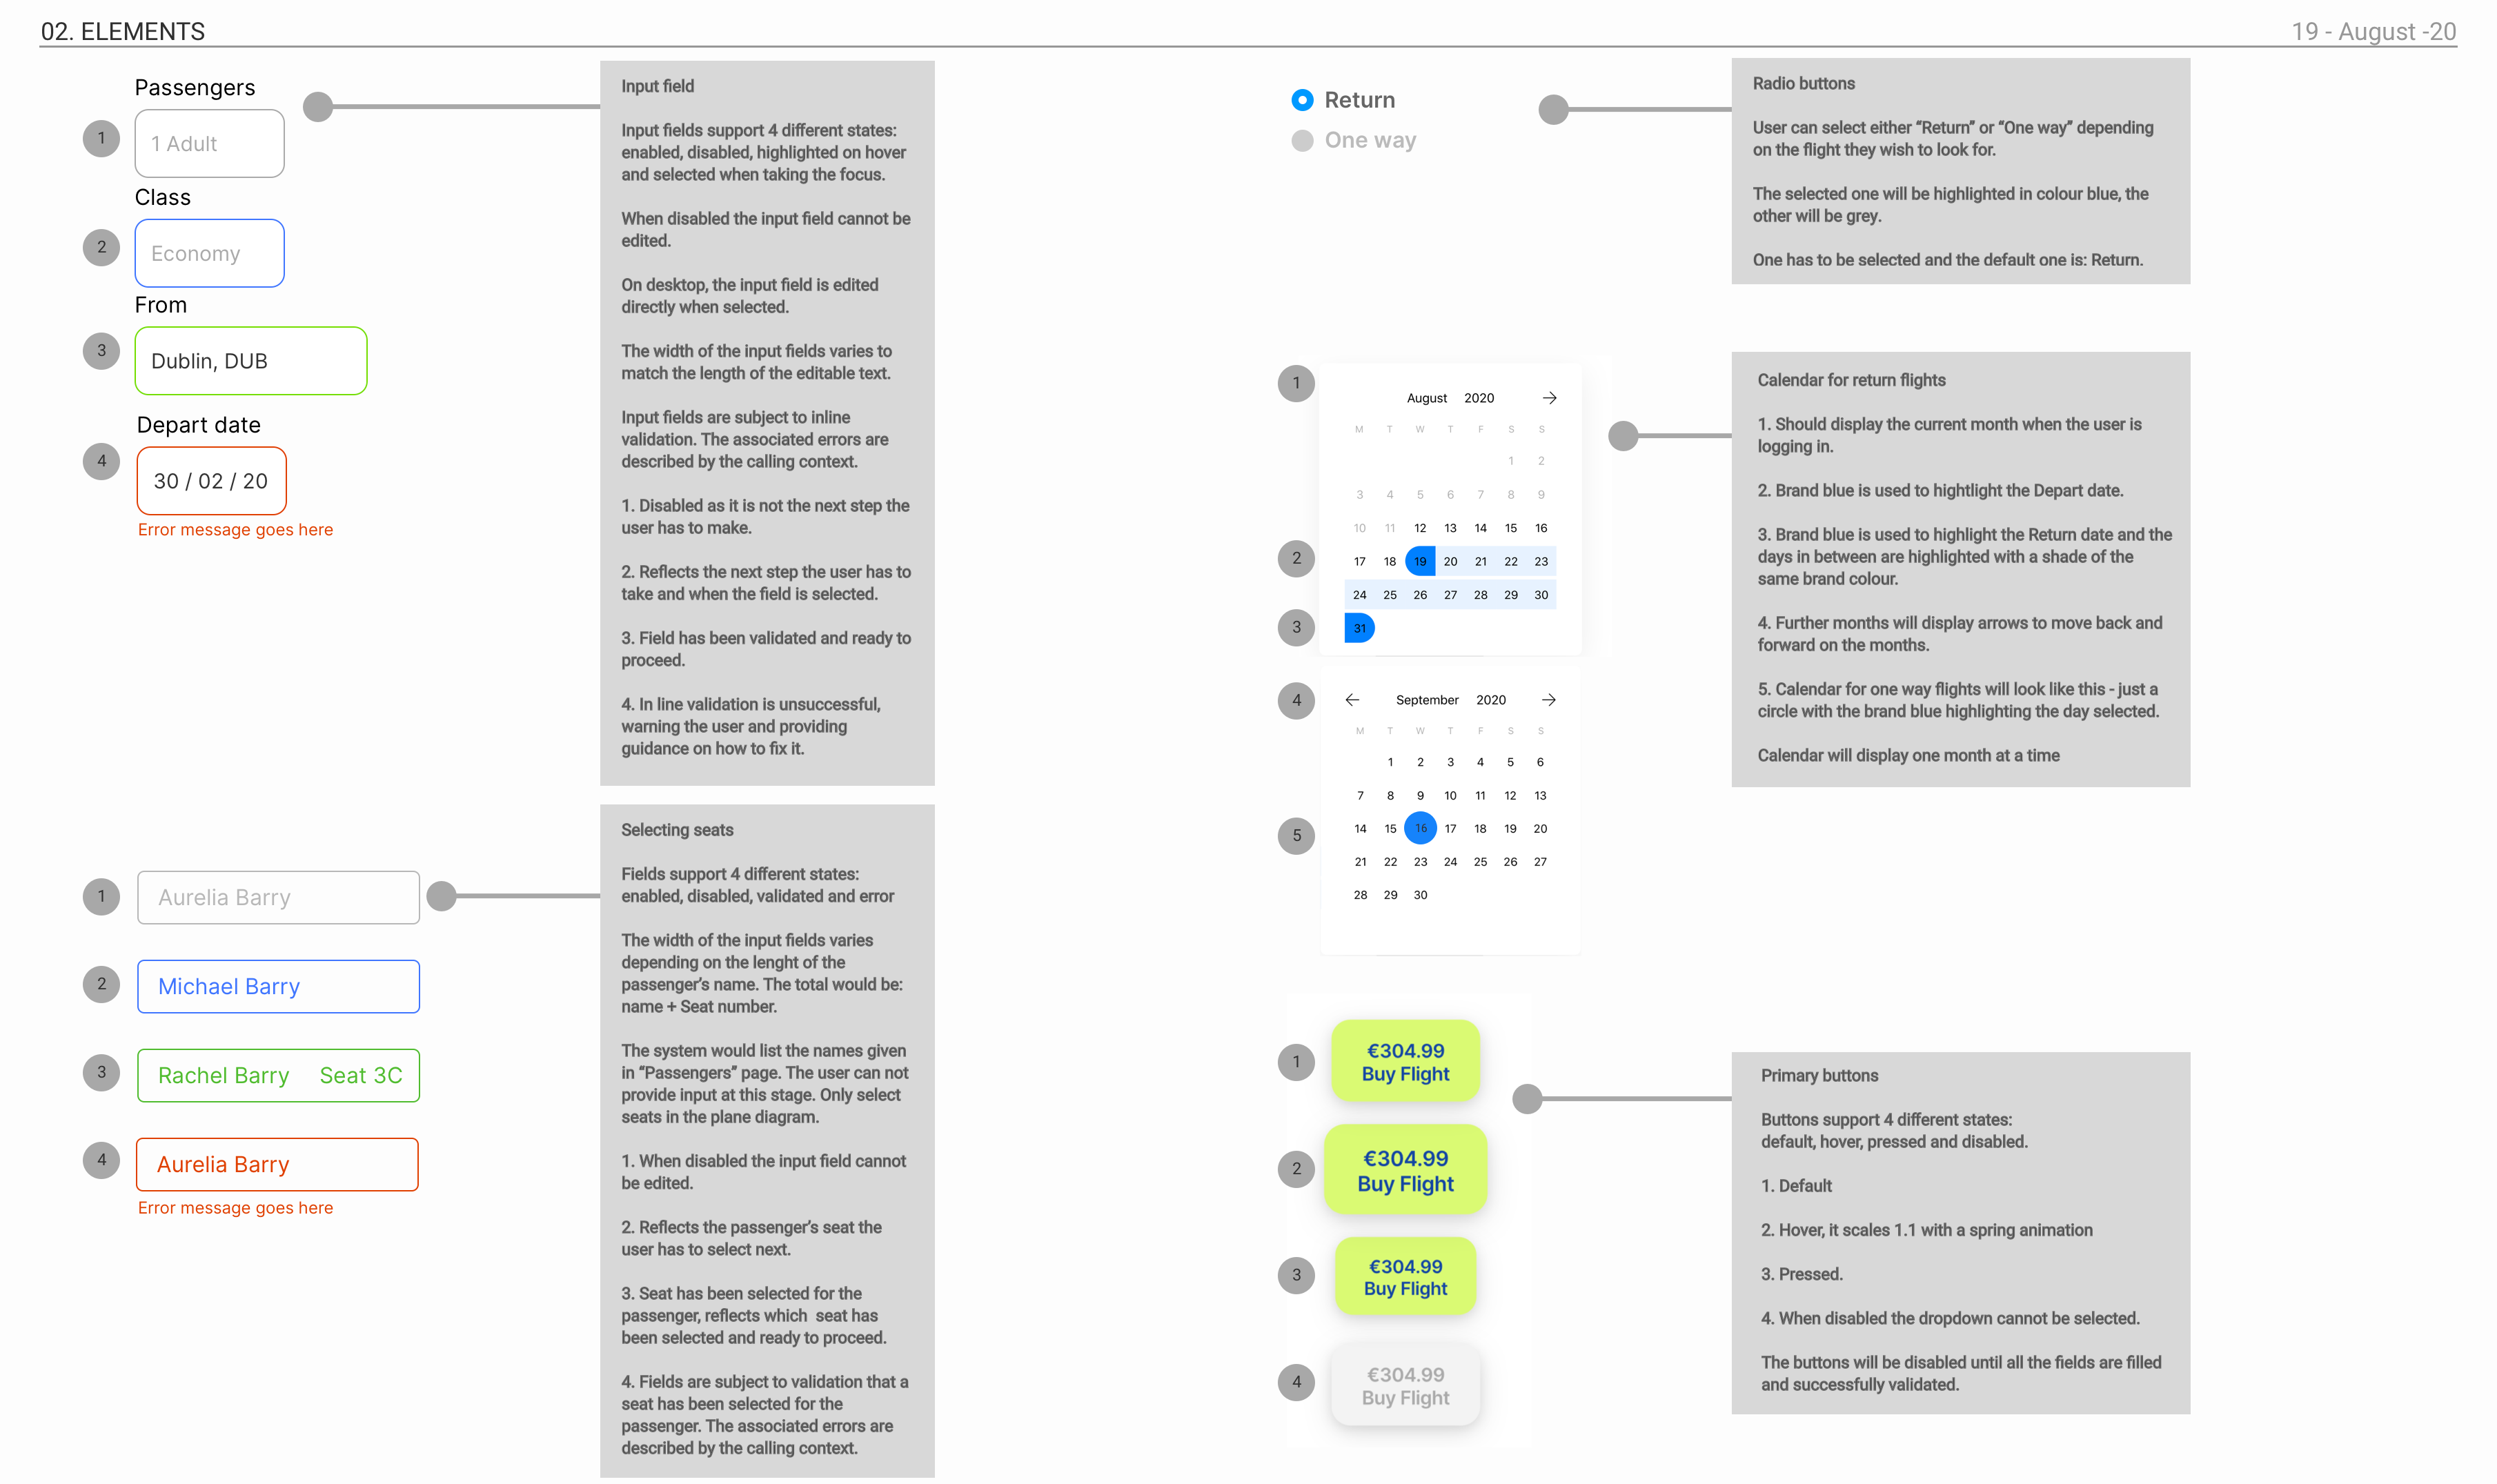 02. ELEMENTS
19 - August -20
Passengers
1
1 Adult
Class
2
Economy
From
3
Dublin, DUB
Depart date
4
30 / 02 / 20
Error message goes here
Input field
Input fields support 4 different states:
enabled, disabled, highlighted on hover
and selected when taking the focus.
When disabled the input field cannot be
edited.
On desktop, the input field is edited
directly when selected.
The width of the input fields varies to
match the length of the editable text.
Input fields are subject to inline
validation. The associated errors are
described by the calling context.
1. Disabled as it is not the next step the
user has to make.
2. Reflects the next step the user has to
take and when the field is selected.
3. Field has been validated and ready to
proceed.
4. In line validation is unsuccessful,
warning the user and providing
guidance on how to fix it.
1
Aurelia Barry
2
Michael Barry
3
Rachel Barry Seat 3C
4
Aurelia Barry
Error message goes here
Selecting seats
Fields support 4 different states:
enabled, disabled, validated and error
The width of the input fields varies
depending on the lenght of the
passenger's name. The total would be:
name + Seat number.
The system would list the names given
in “Passengers” page. The user can not
provide input at this stage. Only select
seats in the plane diagram.
1. When disabled the input field cannot
be edited.
2. Reflects the passenger's seat the
user has to select next.
3. Seat has been selected for the
passenger, reflects which  seat has
been selected and ready to proceed.
4. Fields are subject to validation that a
seat has been selected for the
passenger. The associated errors are
described by the calling context.
Return
One way
Radio buttons
User can select either “Return” or “One way” depending
on the flight they wish to look for.
The selected one will be highlighted in colour blue, the
other will be grey.
One has to be selected and the default one is: Return.
1
August 2020 →
M T W T F S S
1 2
3 4 5 6 7 8 9
10 11 12 13 14 15 16
2
17 18 19 20 21 22 23
24 25 26 27 28 29 30
3
31
4
← September 2020 →
M T W T F S S
1 2 3 4 5 6
7 8 9 10 11 12 13
5
14 15 16 17 18 19 20
21 22 23 24 25 26 27
28 29 30
Calendar for return flights
1. Should display the current month when the user is
logging in.
2. Brand blue is used to hightlight the Depart date.
3. Brand blue is used to highlight the Return date and the
days in between are highlighted with a shade of the
same brand colour.
4. Further months will display arrows to move back and
forward on the months.
5. Calendar for one way flights will look like this - just a
circle with the brand blue highlighting the day selected.
Calendar will display one month at a time
1
€304.99
Buy Flight
2
€304.99
Buy Flight
3
€304.99
Buy Flight
4
€304.99
Buy Flight
Primary buttons
Buttons support 4 different states:
default, hover, pressed and disabled.
1. Default
2. Hover, it scales 1.1 with a spring animation
3. Pressed.
4. When disabled the dropdown cannot be selected.
The buttons will be disabled until all the fields are filled
and successfully validated.